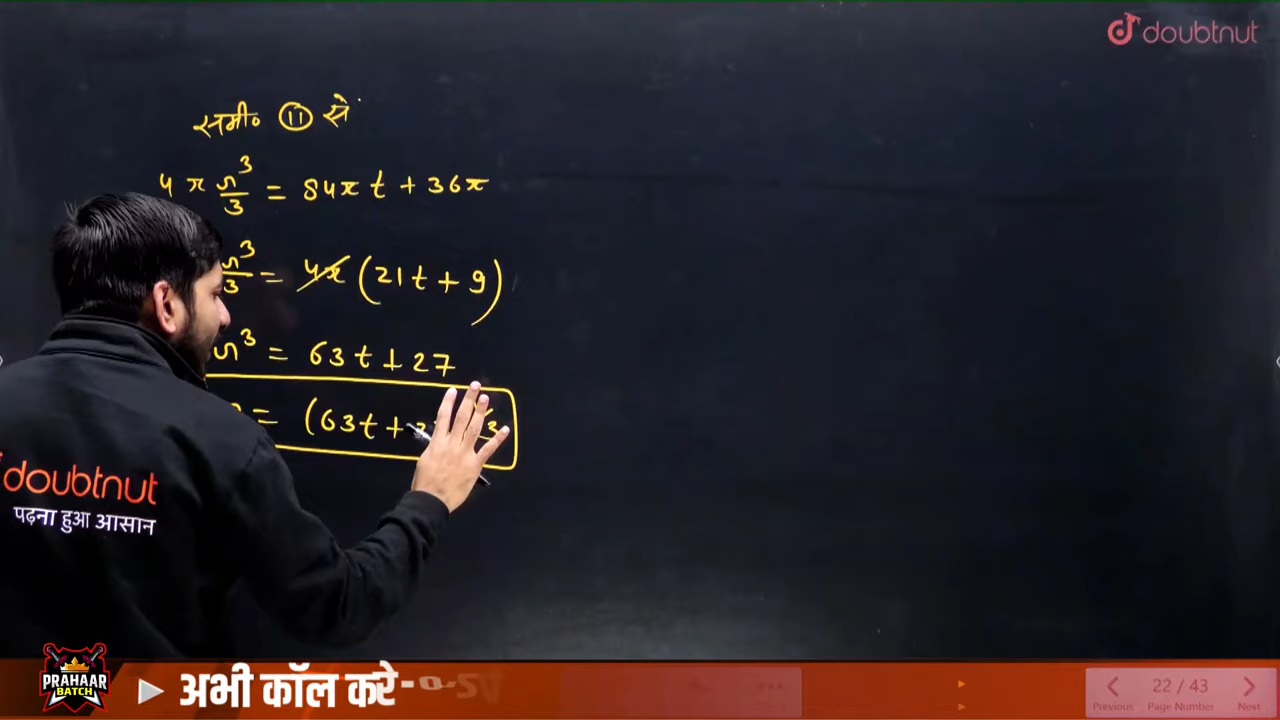 doubtnut
समी० 11 से
4 π r³/3 = 84π t + 36π
r³/3 = 4π (21t + 9)
r³ = 63t + 27
= (63t +
doubtnut
पढ़ना हुआ आसान
PRAHAAR
BATCH
अभी कॉल करे-
22 / 43
Previous Page Number Next